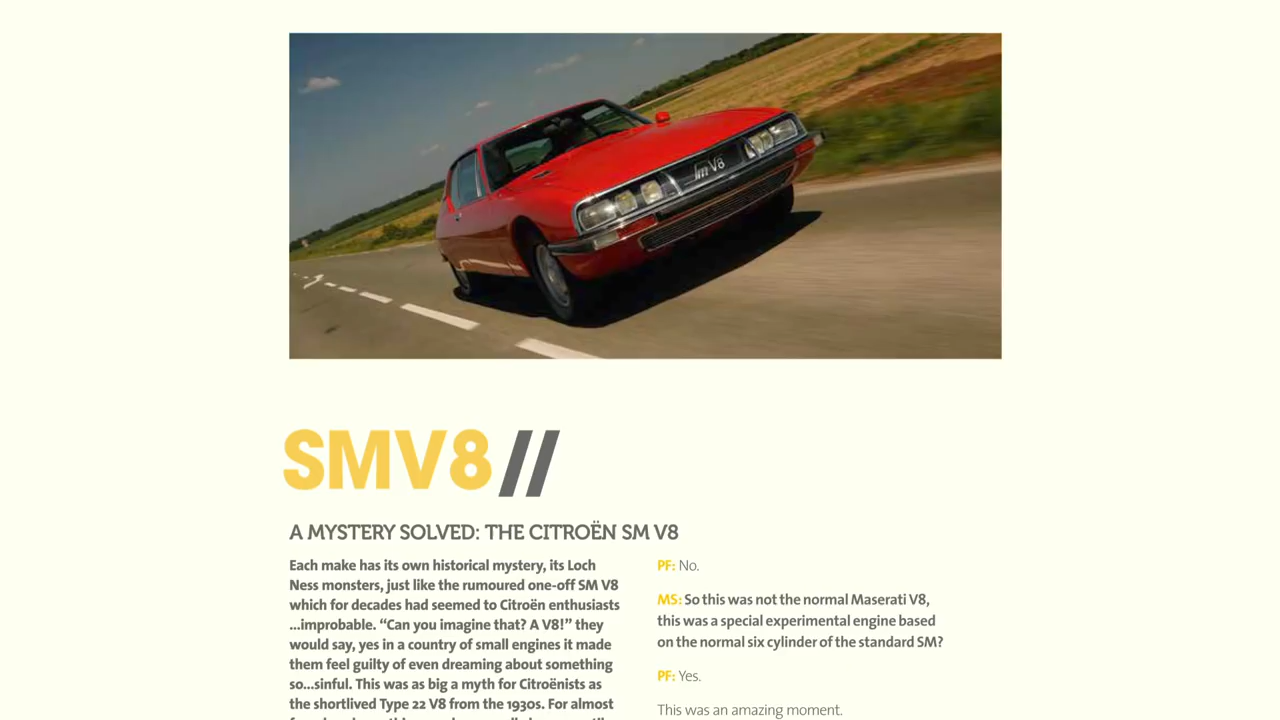 Sm V8
SMV8//
A MYSTERY SOLVED: THE CITROËN SM V8
Each make has its own historical mystery, its Loch
Ness monsters, just like the rumoured one-off SM V8
which for decades had seemed to Citroën enthusiasts
...improbable. “Can you imagine that? A V8!” they
would say, yes in a country of small engines it made
them feel guilty of even dreaming about something
so...sinful. This was as big a myth for Citroënists as
the shortlived Type 22 V8 from the 1930s. For almost
PF: No.
MS: So this was not the normal Maserati V8,
this was a special experimental engine based
on the normal six cylinder of the standard SM?
PF: Yes.
This was an amazing moment.